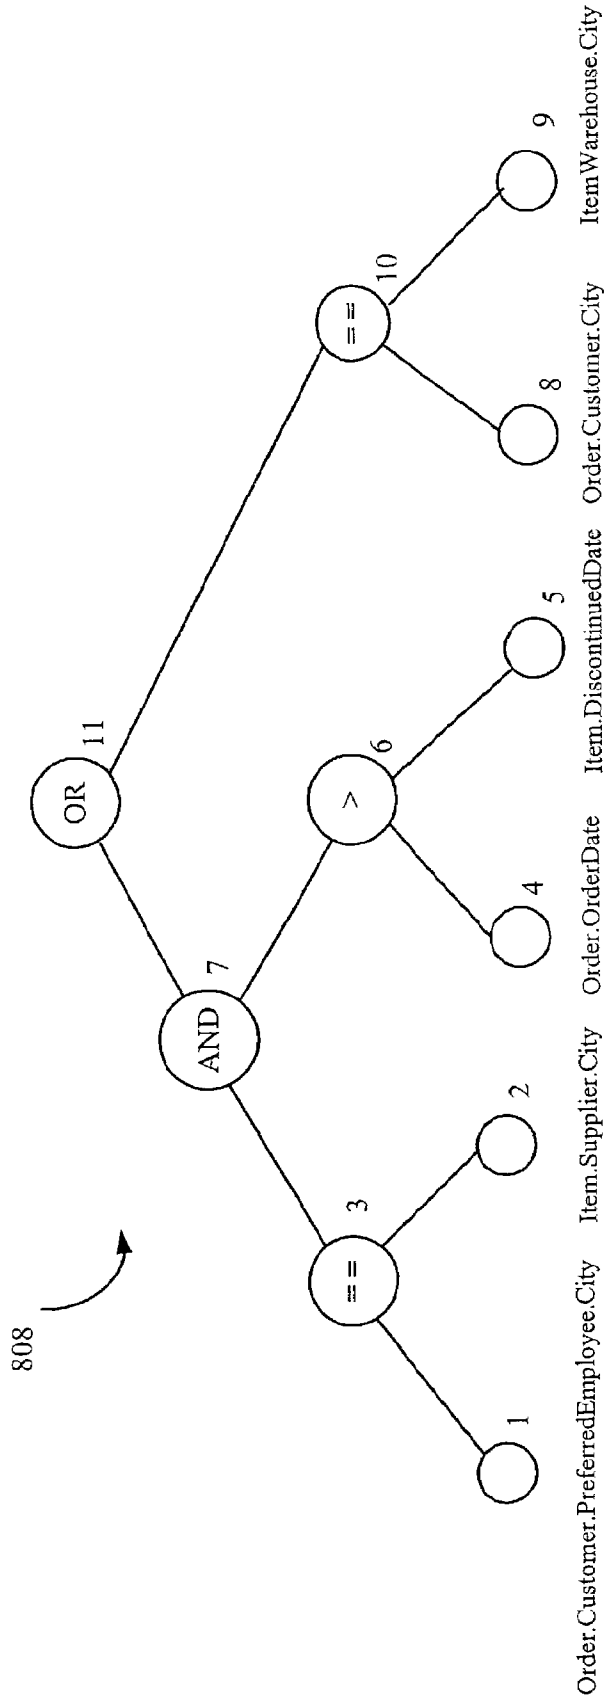 808
OR
11
AND
7
==
3
>
6
==
10
1
2
4
5
8
9
Order.Customer.PreferredEmployee.City
Item.Supplier.City
Order.OrderDate
Item.DiscontinuedDate
Order.Customer.City
ItemWarehouse.City